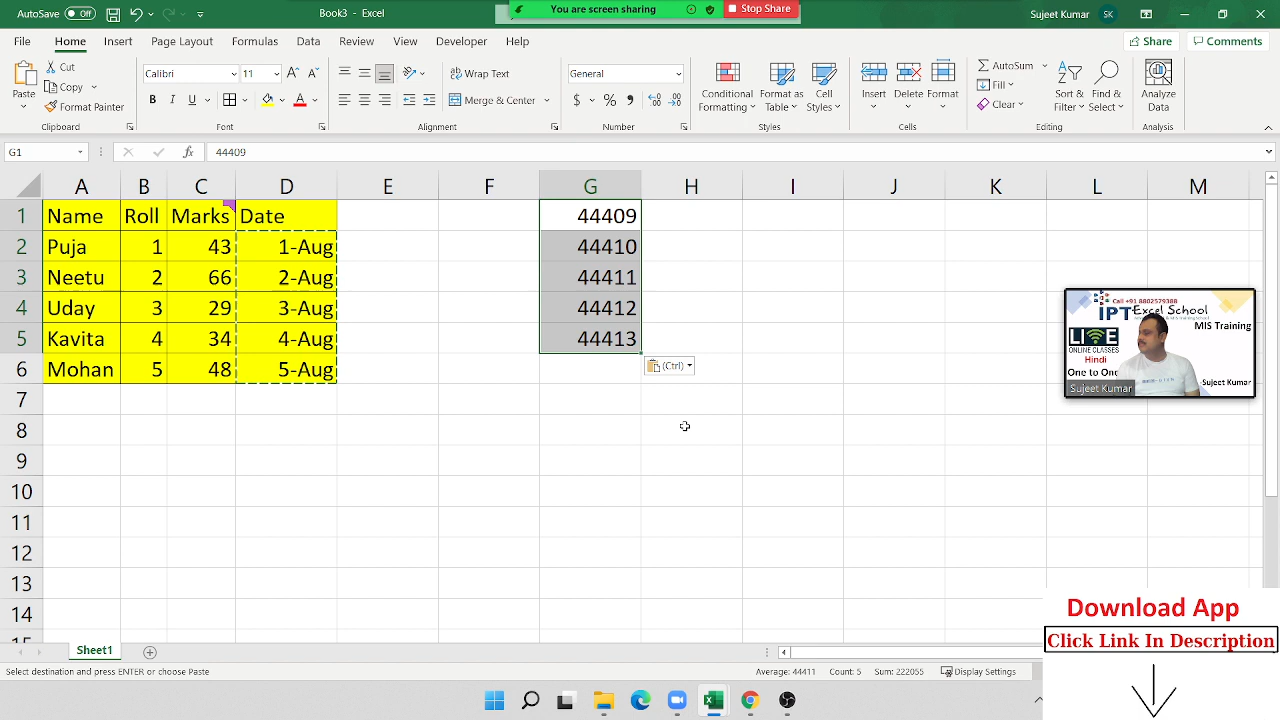 AutoSave Off Book3 - Excel You are screen sharing Stop Share Sujeet Kumar SK
File Home Insert Page Layout Formulas Data Review View Developer Help Share Comments
Paste Cut Copy Format Painter Clipboard
Calibri 11 B I U A Font
Wrap Text Merge & Center Alignment
General $ % , Number
Conditional Formatting Format as Table Cell Styles Styles
Insert Delete Format Cells
AutoSum Fill Clear Sort & Filter Find & Select Editing
Analyze Data Analysis
G1 fx 44409
A B C D E F G H I J K L M
1 Name Roll Marks Date 44409
2 Puja 1 43 1-Aug 44410
3 Neetu 2 66 2-Aug 44411
4 Uday 3 29 3-Aug 44412
5 Kavita 4 34 4-Aug 44413
6 Mohan 5 48 5-Aug (Ctrl)
7
8
9
10
11
12
13
14
15
Call +91 8802579388
IPT Excel School
MIS Training
LIVE
ONLINE CLASSES
Hindi
One to One
-Sujeet Kumar
Sujeet Kumar
Download App
Click Link In Description
Sheet1
Select destination and press ENTER or choose Paste Average: 44411 Count: 5 Sum: 222055 Display Settings